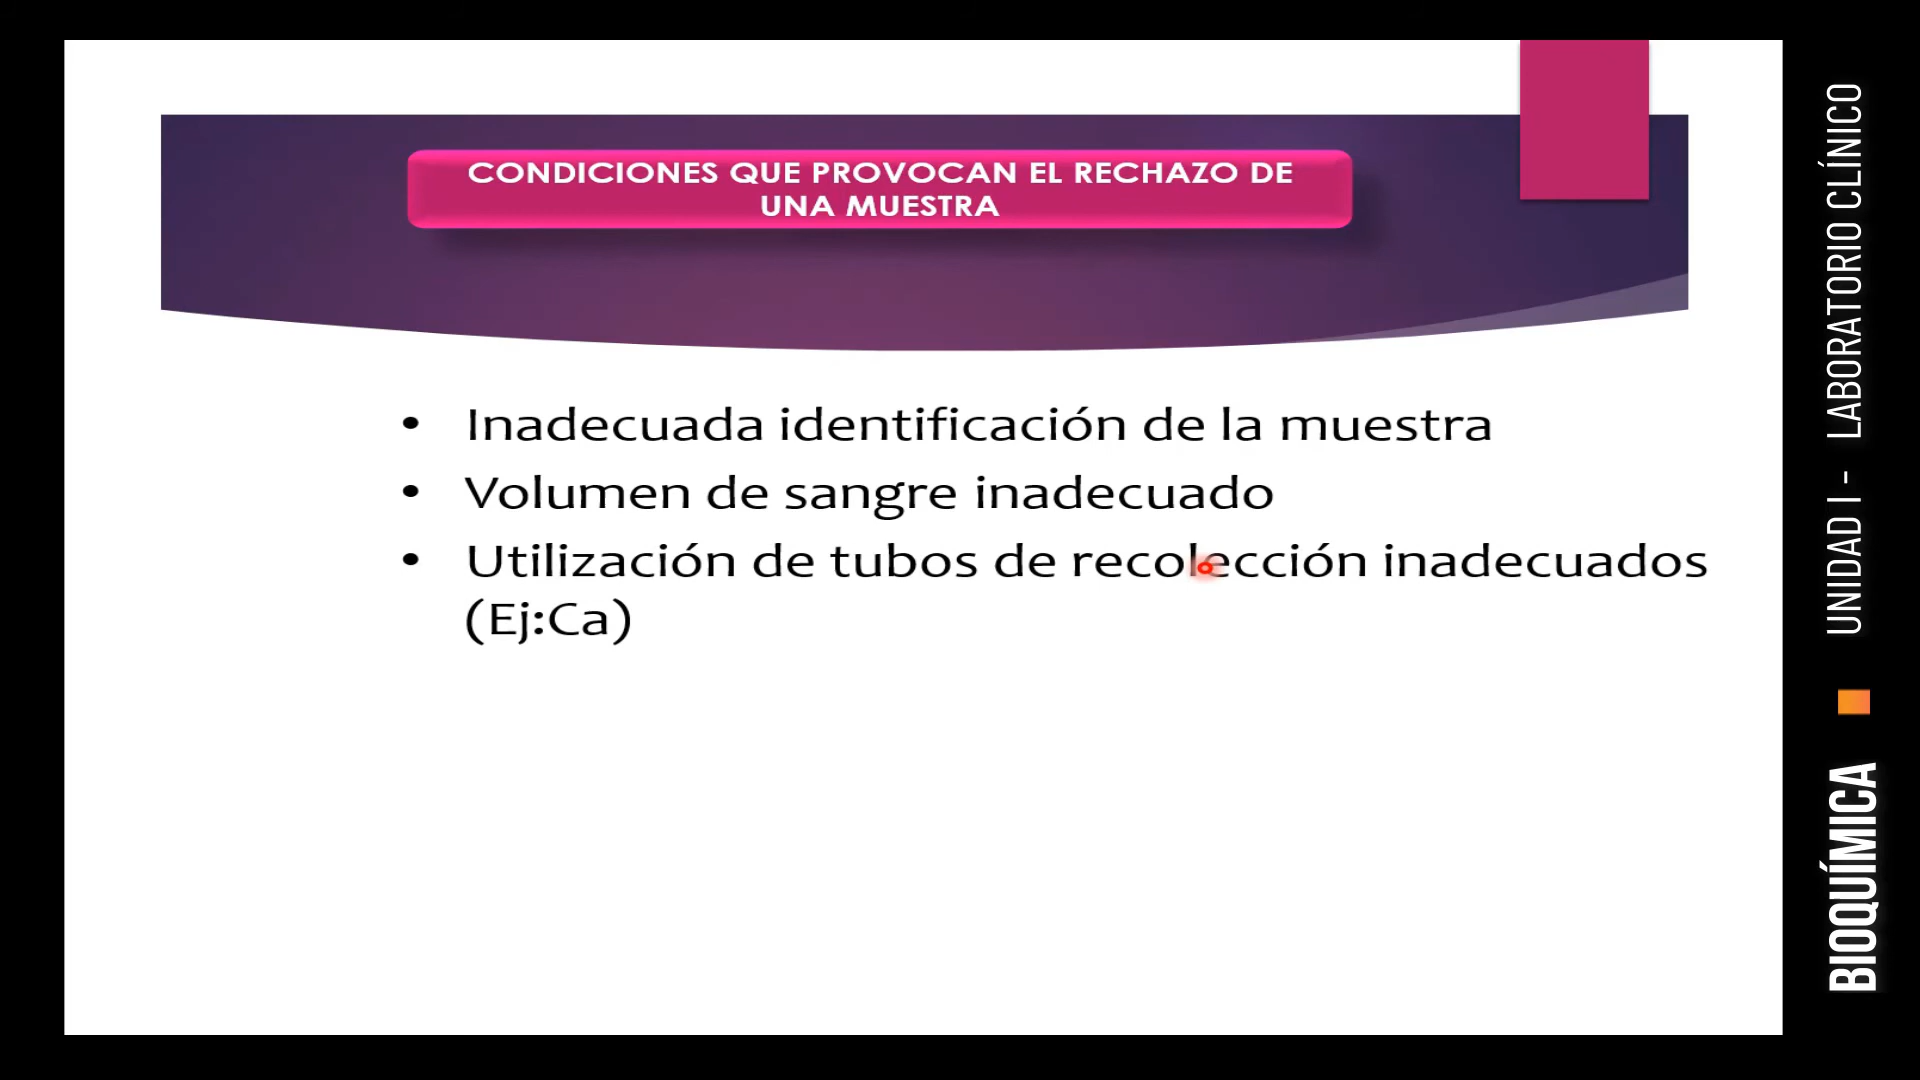 CONDICIONES QUE PROVOCAN EL RECHAZO DE
UNA MUESTRA
• Inadecuada identificación de la muestra
• Volumen de sangre inadecuado
• Utilización de tubos de recolección inadecuados
(Ej:Ca)
BIOQUÍMICA
UNIDAD I - LABORATORIO CLÍNICO